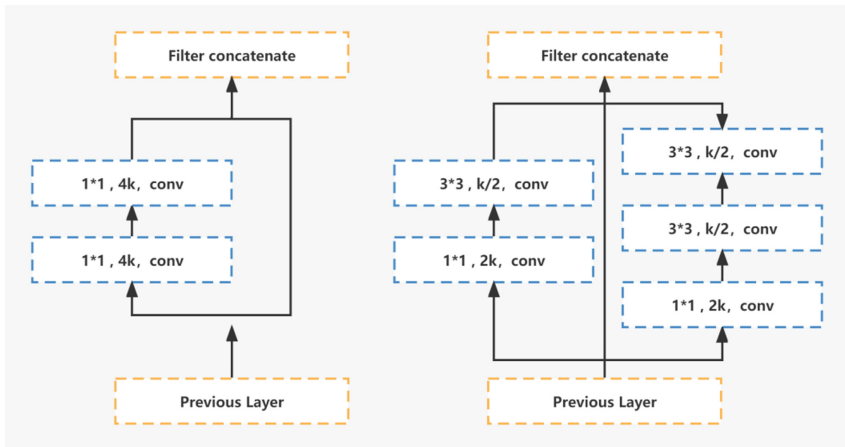 Filter concatenate
1*1 , 4k,  conv
1*1 , 4k,  conv
Previous Layer
Filter concatenate
3*3 , k/2,  conv
1*1 , 2k,  conv
3*3 , k/2,  conv
3*3 , k/2,  conv
1*1 , 2k,  conv
Previous Layer